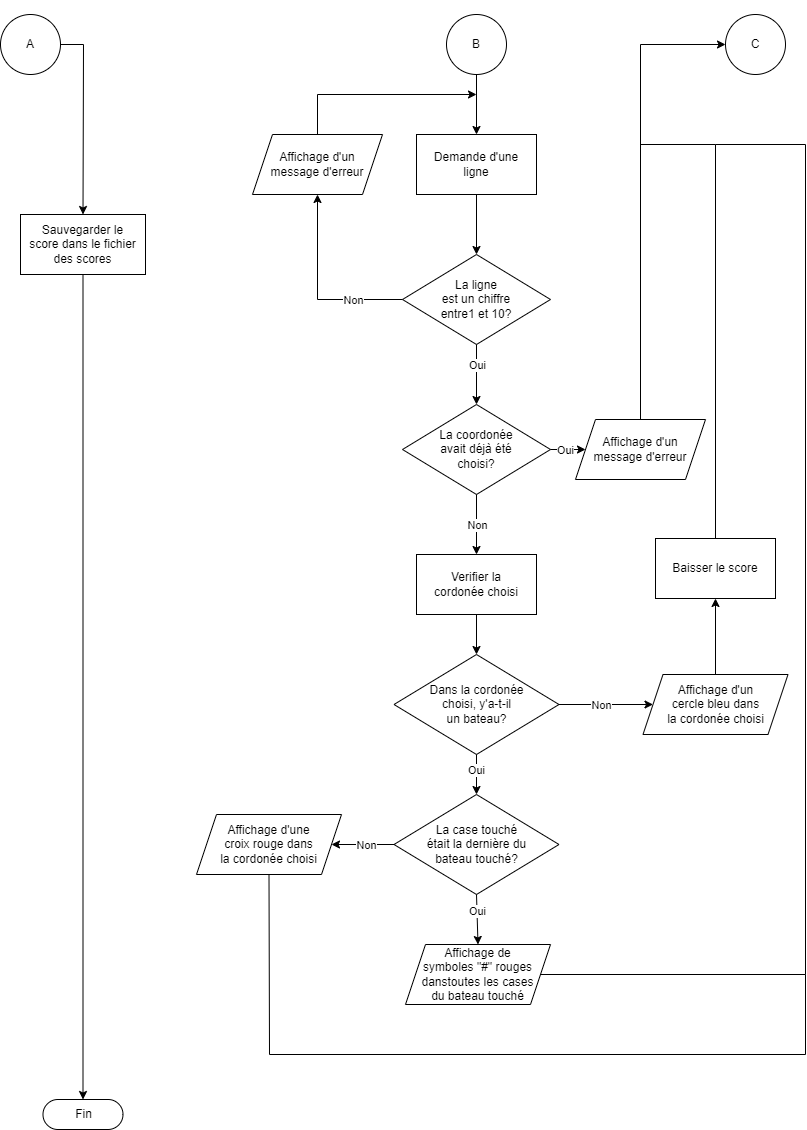 A
B
C
Affichage d'un
message d'erreur
Demande d'une
ligne
Sauvegarder le
score dans le fichier
des scores
La ligne
est un chiffre
entre1 et 10?
Non
Oui
La coordonée
avait déjà été
choisi?
Oui
Affichage d'un
message d'erreur
Non
Verifier la
cordonée choisi
Baisser le score
Dans la cordonée
choisi, y'a-t-il
un bateau?
Non
Affichage d'un
cercle bleu dans
la cordonée choisi
Oui
La case touché
était la dernière du
bateau touché?
Non
Affichage d'une
croix rouge dans
la cordonée choisi
Oui
Affichage de
symboles "#" rouges
danstoutes les cases
du bateau touché
Fin